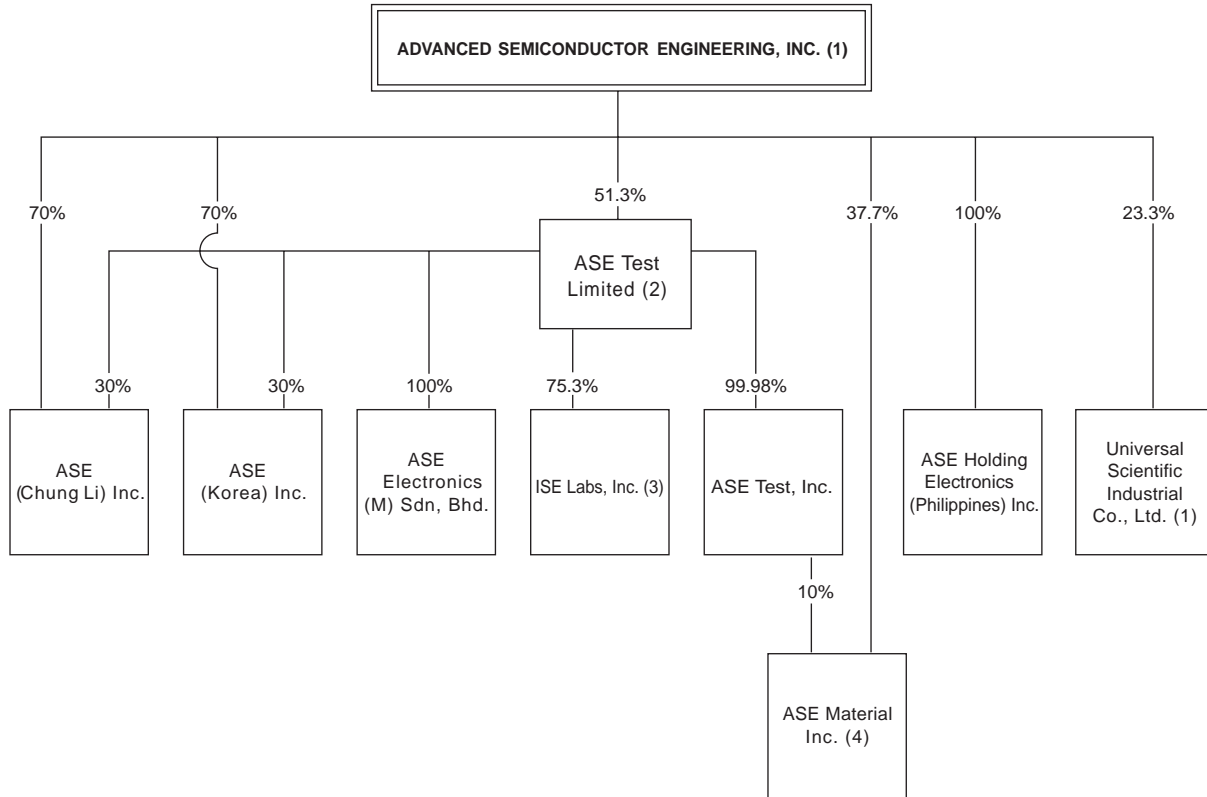 ADVANCED SEMICONDUCTOR ENGINEERING, INC. (1)
51.3%
70%
70%
37.7%
100%
23.3%
ASE Test
Limited (2)
30%
30%
100%
75.3%
99.98%
ASE
(Chung Li) Inc.
ASE
(Korea) Inc.
ASE
Electronics
(M) Sdn, Bhd.
ISE Labs, Inc. (3)
ASE Test, Inc.
ASE Holding
Electronics
(Philippines) Inc.
Universal
Scientific
Industrial
Co., Ltd. (1)
10%
ASE Material
Inc. (4)